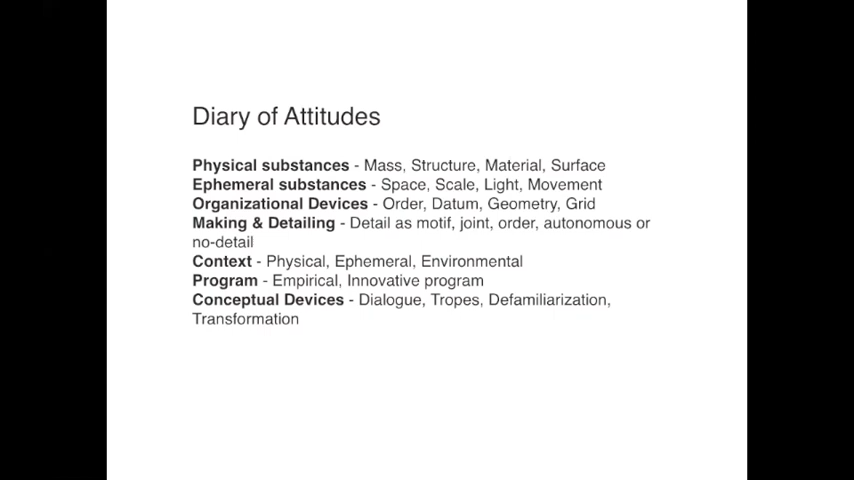 Diary of Attitudes
Physical substances - Mass, Structure, Material, Surface
Ephemeral substances - Space, Scale, Light, Movement
Organizational Devices - Order, Datum, Geometry, Grid
Making & Detailing - Detail as motif, joint, order, autonomous or
no-detail
Context - Physical, Ephemeral, Environmental
Program - Empirical, Innovative program
Conceptual Devices - Dialogue, Tropes, Defamiliarization,
Transformation